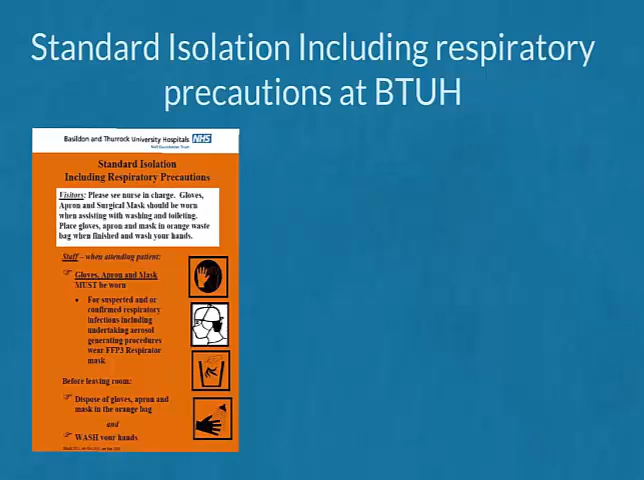 Standard Isolation Including respiratory
precautions at BTUH
Basildon and Thurrock University Hospitals NHS
NHS Foundation Trust
Standard Isolation
Including Respiratory Precautions
Visitors: Please see nurse in charge. Gloves,
Apron and Surgical Mask should be worn
when assisting with washing and toileting.
Place gloves, apron and mask in orange waste
bag when finished and wash your hands.
Staff – when attending patient:
Gloves, Apron and Mask
MUST be worn
• For suspected and/or
confirmed respiratory
infections including
undertaking aerosol
generating procedures
wear FFP3 Respirator
mask
Before leaving room:
Dispose of gloves, apron and
mask in the orange bag
and
WASH your hands